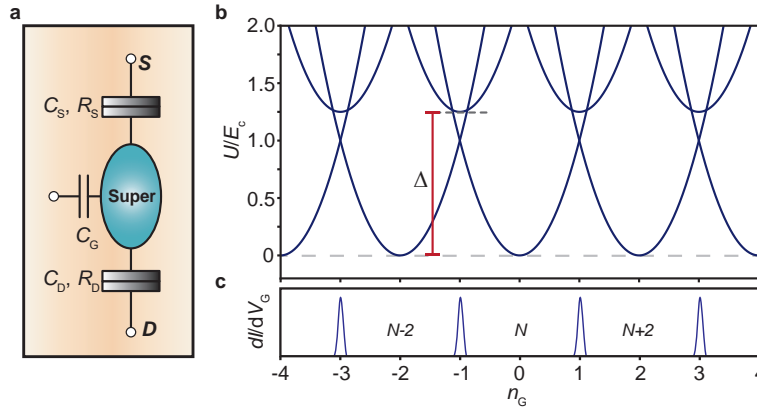 a
S
C_S, R_S
Super
C_G
C_D, R_D
D
b
2.0
1.5
1.0
0.5
0
U/E_c
Δ
c
dI/dV_G
N-2
N
N+2
-4 -3 -2 -1 0 1 2 3 4
n_G